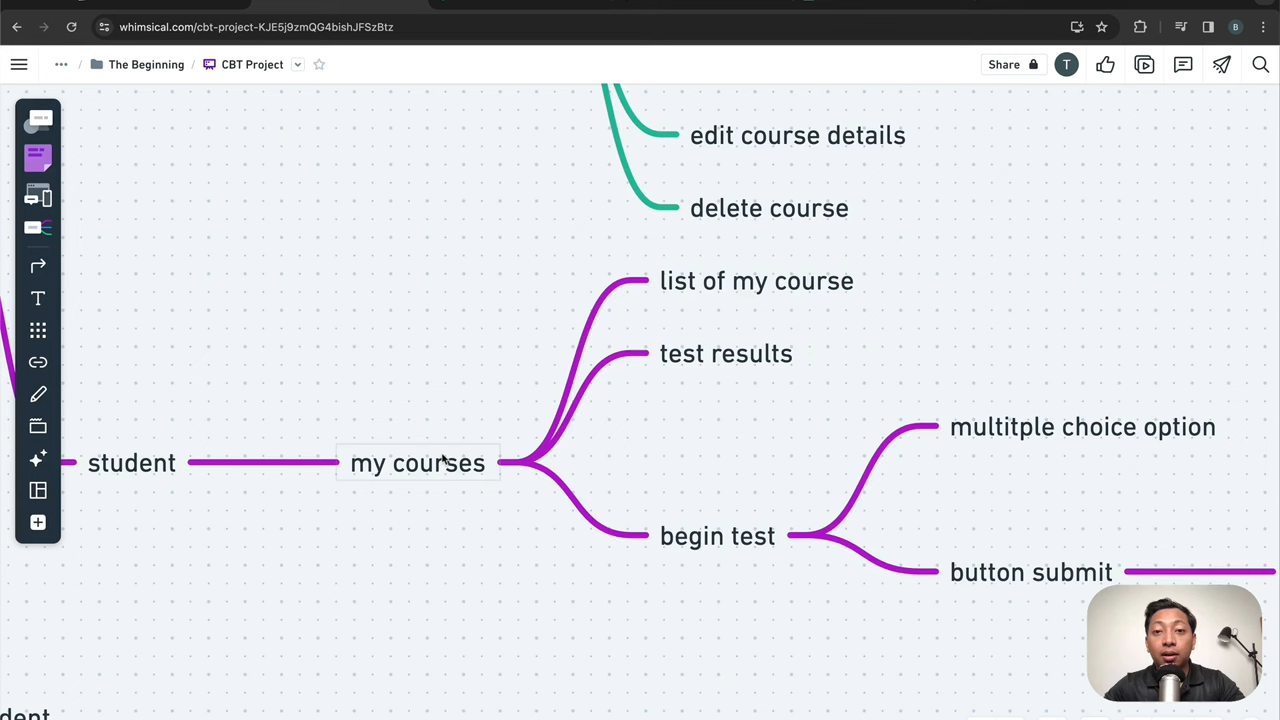 whimsical.com/cbt-project-KJE5j9zmQG4bishJFSzBtz
B
... / The Beginning / CBT Project
Share
T
edit course details
delete course
list of my course
test results
multitple choice option
student
my courses
begin test
button submit
dent